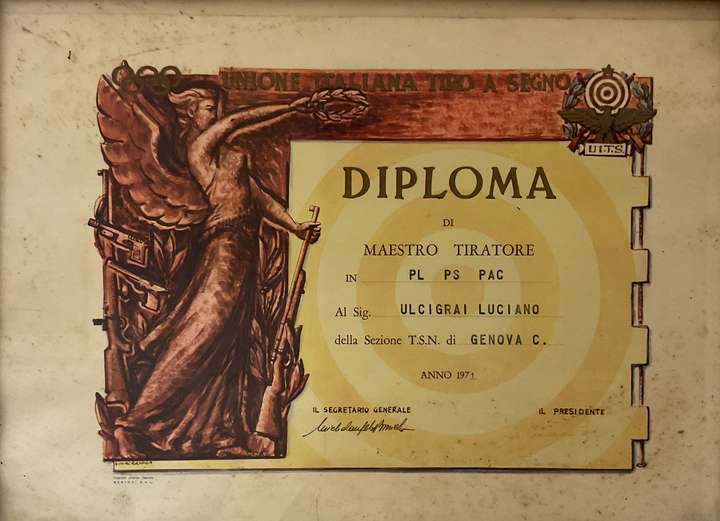 UNIONE ITALIANA TIRO A SEGNO
U.I.T.S.
DIPLOMA
DI
MAESTRO TIRATORE
IN PL PS PAC
Al Sig. ULCIGRAI LUCIANO
della Sezione T.S.N. di GENOVA C.
ANNO 1971
IL SEGRETARIO GENERALE IL PRESIDENTE